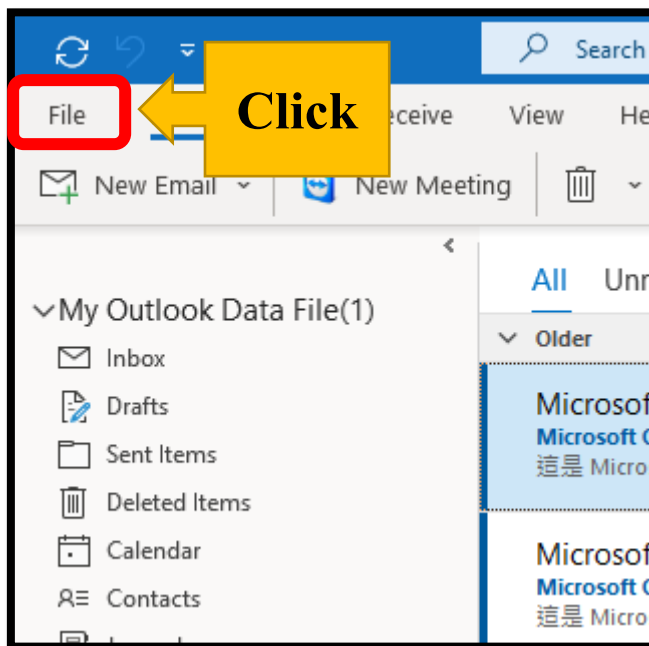 Search
File
Click
eceive
View
He
New Email
New Meeting
All
Unr
Older
My Outlook Data File(1)
Inbox
Drafts
Sent Items
Deleted Items
Calendar
Contacts
Microsof
Microsoft
這是 Micro
Microsof
Microsoft
這是 Micro